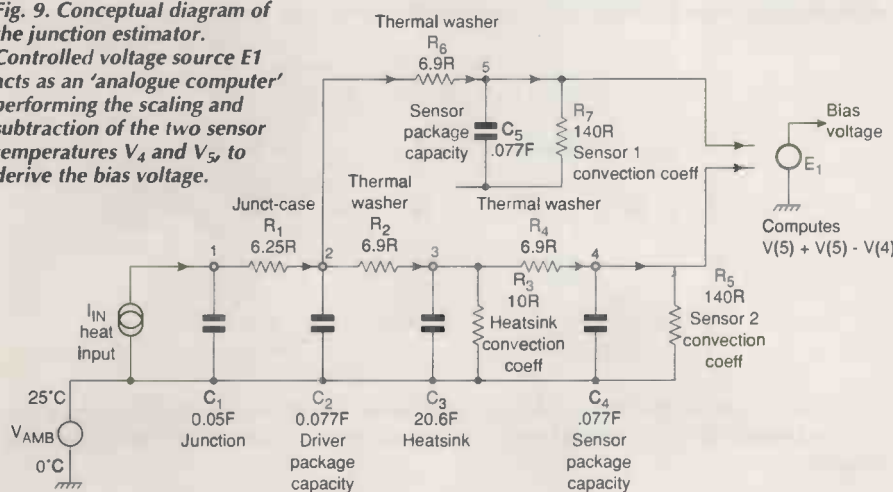 Fig. 9. Conceptual diagram of
the junction estimator.
Controlled voltage source E1
acts as an 'analogue computer'
performing the scaling and
subtraction of the two sensor
temperatures V4 and V5, to
derive the bias voltage.
Thermal
washer
R6
6.9R
5
Sensor
package
capacity
C5
.077F
R7
140R
Sensor 1
convection coeff
Bias
voltage
E1
Computes
V(5) + V(5) - V(4)
Junct-case
R1
6.25R
Thermal
washer
R2
6.9R
Thermal washer
R4
6.9R
1
2
3
4
IIN
heat
Input
R3
10R
Heatsink
convection
coeff
R5
140R
Sensor 2
convection
coeff
25°C
VAMB
0°C
C1
0.05F
Junction
C2
0.077F
Driver
package
capacity
C3
20.6F
Heatsink
C4
.077F
Sensor
package
capacity